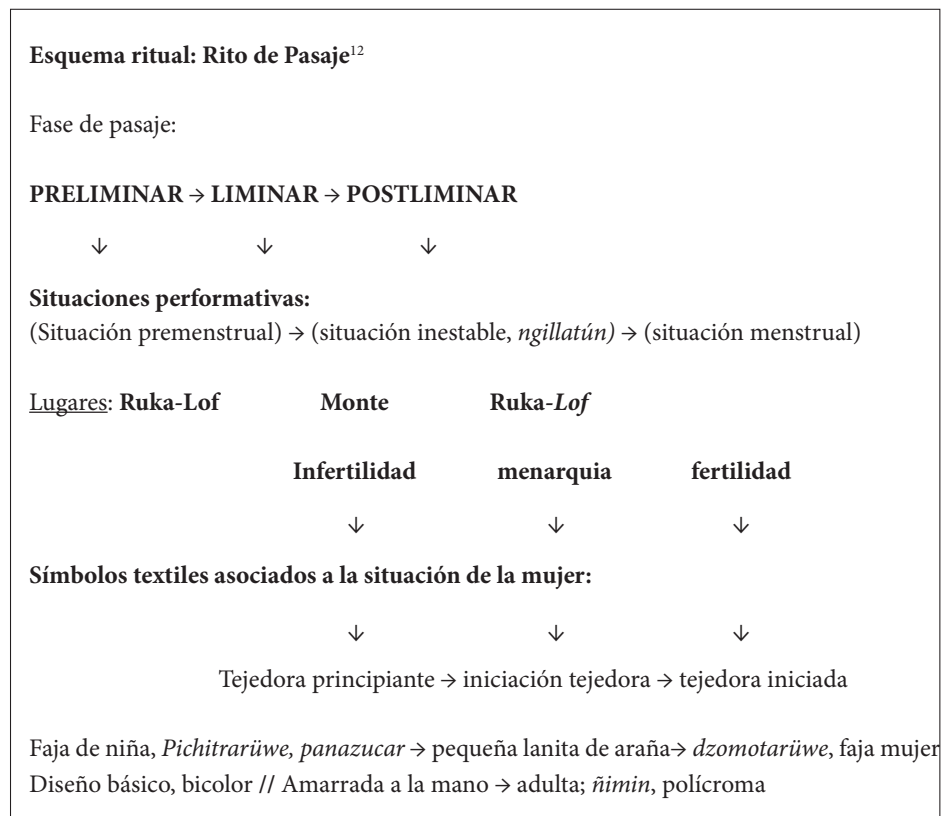 Esquema ritual: Rito de Pasaje¹²
Fase de pasaje:
PRELIMINAR → LIMINAR → POSTLIMINAR
↓ ↓ ↓
Situaciones performativas:
(Situación premenstrual) → (situación inestable, ngillatún) → (situación menstrual)
Lugares: Ruka-Lof Monte Ruka-Lof
Infertilidad menarquia fertilidad
↓ ↓ ↓
Símbolos textiles asociados a la situación de la mujer:
↓ ↓ ↓
Tejedora principiante → iniciación tejedora → tejedora iniciada
Faja de niña, Pichitrarüwe, panazucar → pequeña lanita de araña→ dzomotarüwe, faja mujer
Diseño básico, bicolor // Amarrada a la mano → adulta; ñimin, polícroma